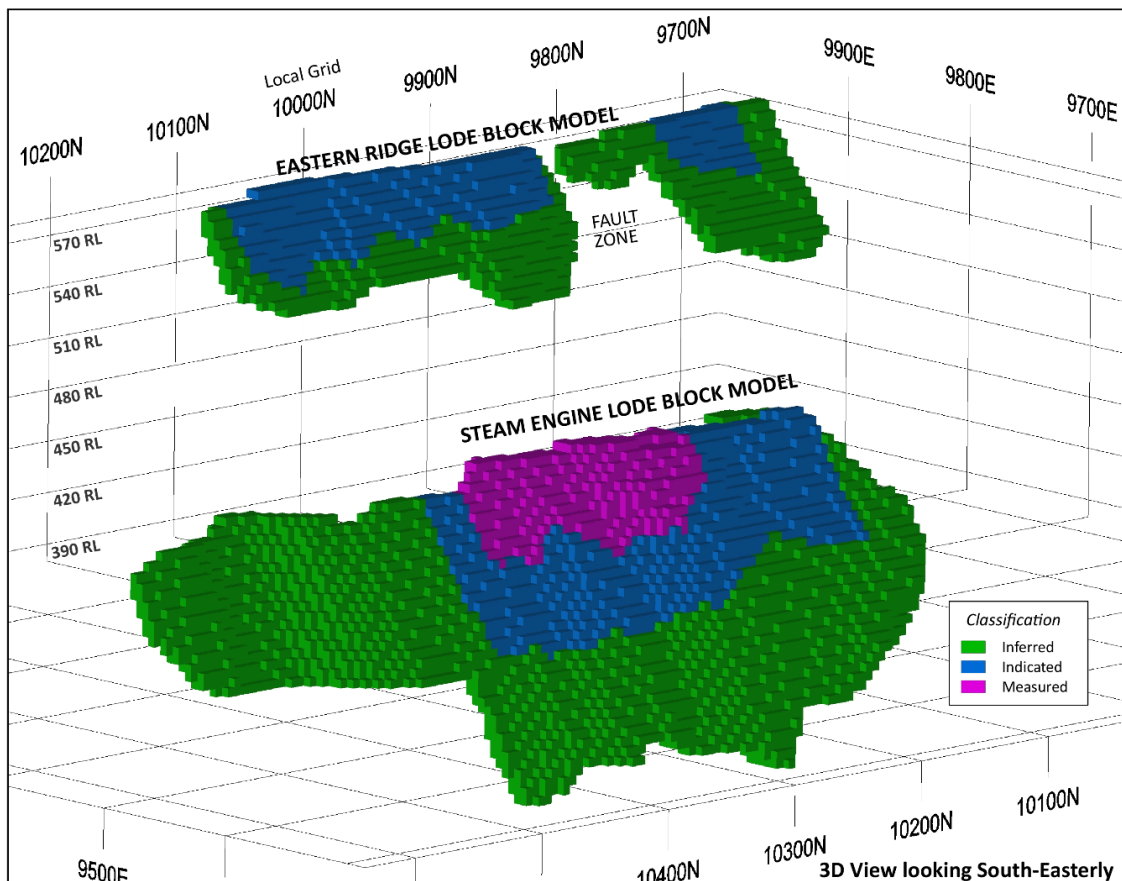 9700N
9800N
9900N
Local Grid
10000N
10100N
10200N
9900E
9800E
9700E
EASTERN RIDGE LODE BLOCK MODEL
FAULT
ZONE
570 RL
540 RL
510 RL
480 RL
450 RL
420 RL
390 RL
STEAM ENGINE LODE BLOCK MODEL
Classification
Inferred
Indicated
Measured
10100N
10200N
10300N
10400N
9500E
3D View looking South-Easterly